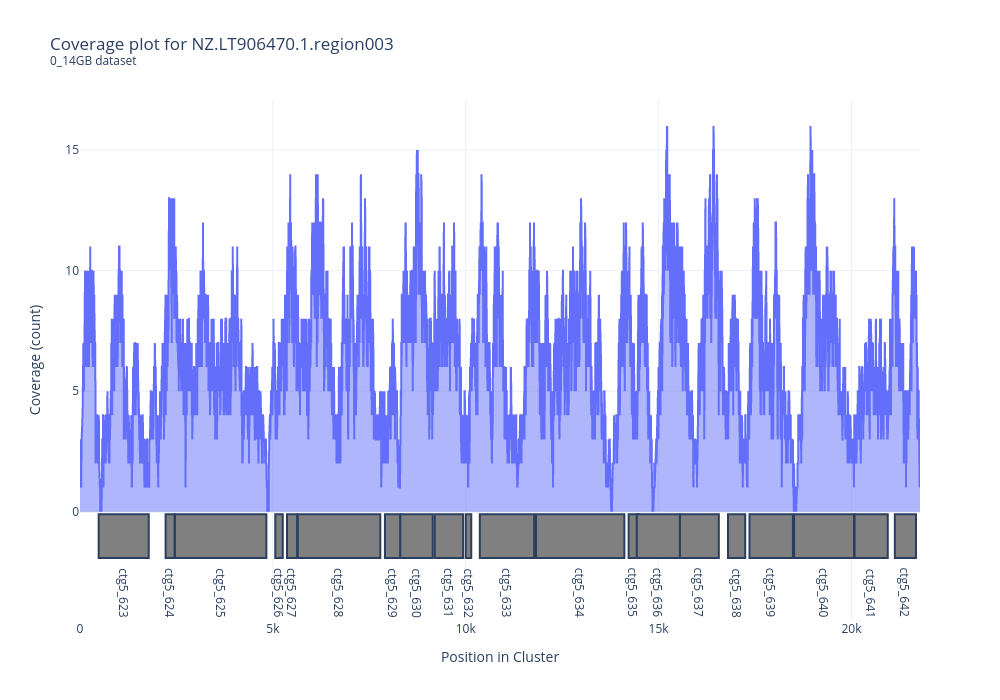 Coverage plot for NZ.LT906470.1.region003
0_14GB dataset
Coverage (count)
15
10
5
0
ctg5_623
ctg5_624
ctg5_625
ctg5_626
ctg5_627
ctg5_628
ctg5_629
ctg5_630
ctg5_631
ctg5_632
ctg5_633
ctg5_634
ctg5_635
ctg5_636
ctg5_637
ctg5_638
ctg5_639
ctg5_640
ctg5_641
ctg5_642
0
5k
10k
15k
20k
Position in Cluster